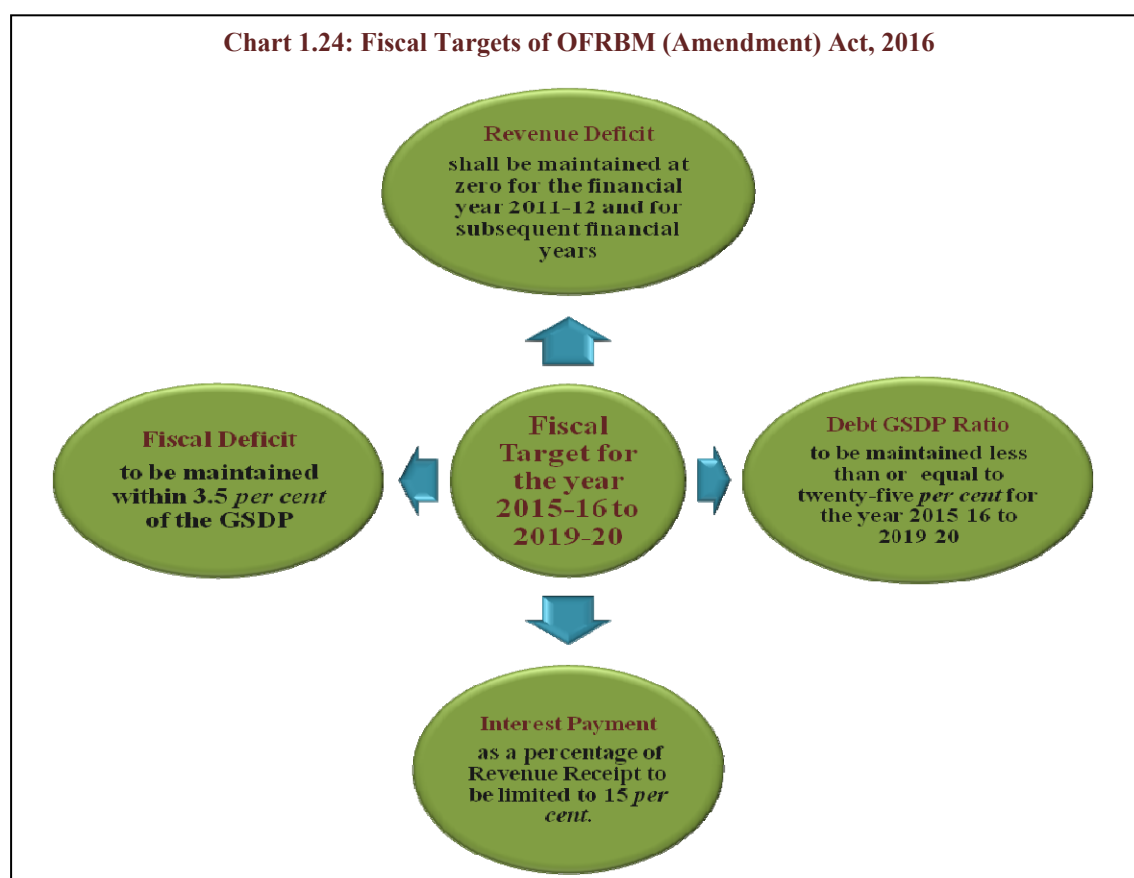 Chart 1.24: Fiscal Targets of OFRBM (Amendment) Act, 2016
Revenue Deficit
shall be maintained at
zero for the financial
year 2011-12 and for
subsequent financial
years
Fiscal Deficit
to be maintained
within 3.5 per cent
of the GSDP
Fiscal
Target for
the year
2015-16 to
2019-20
Debt GSDP Ratio
to be maintained less
than or equal to
twenty-five per cent for
the year 2015-16 to
2019-20
Interest Payment
as a percentage of
Revenue Receipt to
be limited to 15 per
cent.